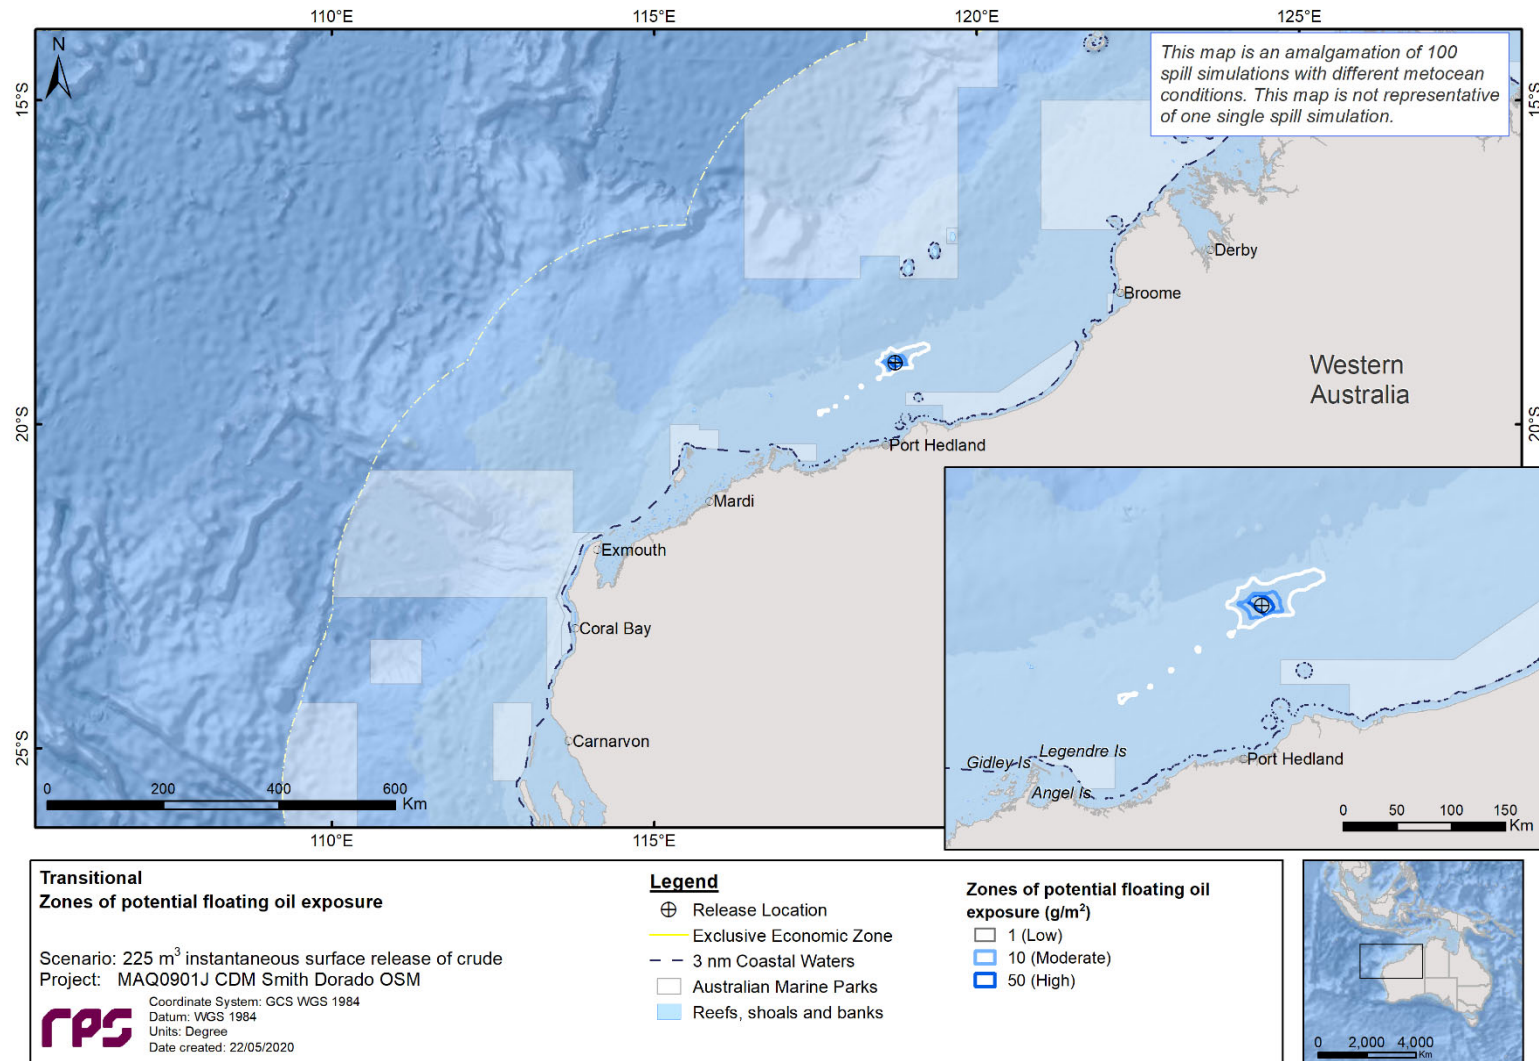 110°E
115°E
120°E
125°E
N
This map is an amalgamation of 100
spill simulations with different metocean
conditions. This map is not representative
of one single spill simulation.
15°S
15°S
Derby
Broome
Western
Australia
20°S
20°S
Port Hedland
Mardi
Exmouth
Coral Bay
Carnarvon
25°S
0 200 400 600
Km
Legendre Is
Gidley Is
Port Hedland
Angel Is
0 50 100 150
Km
110°E
115°E
Transitional
Zones of potential floating oil exposure
Scenario: 225 m³ instantaneous surface release of crude
Project: MAQ0901J CDM Smith Dorado OSM
rps
Coordinate System: GCS WGS 1984
Datum: WGS 1984
Units: Degree
Date created: 22/05/2020
Legend
Release Location
Exclusive Economic Zone
3 nm Coastal Waters
Australian Marine Parks
Reefs, shoals and banks
Zones of potential floating oil
exposure (g/m²)
1 (Low)
10 (Moderate)
50 (High)
0 2,000 4,000
Km